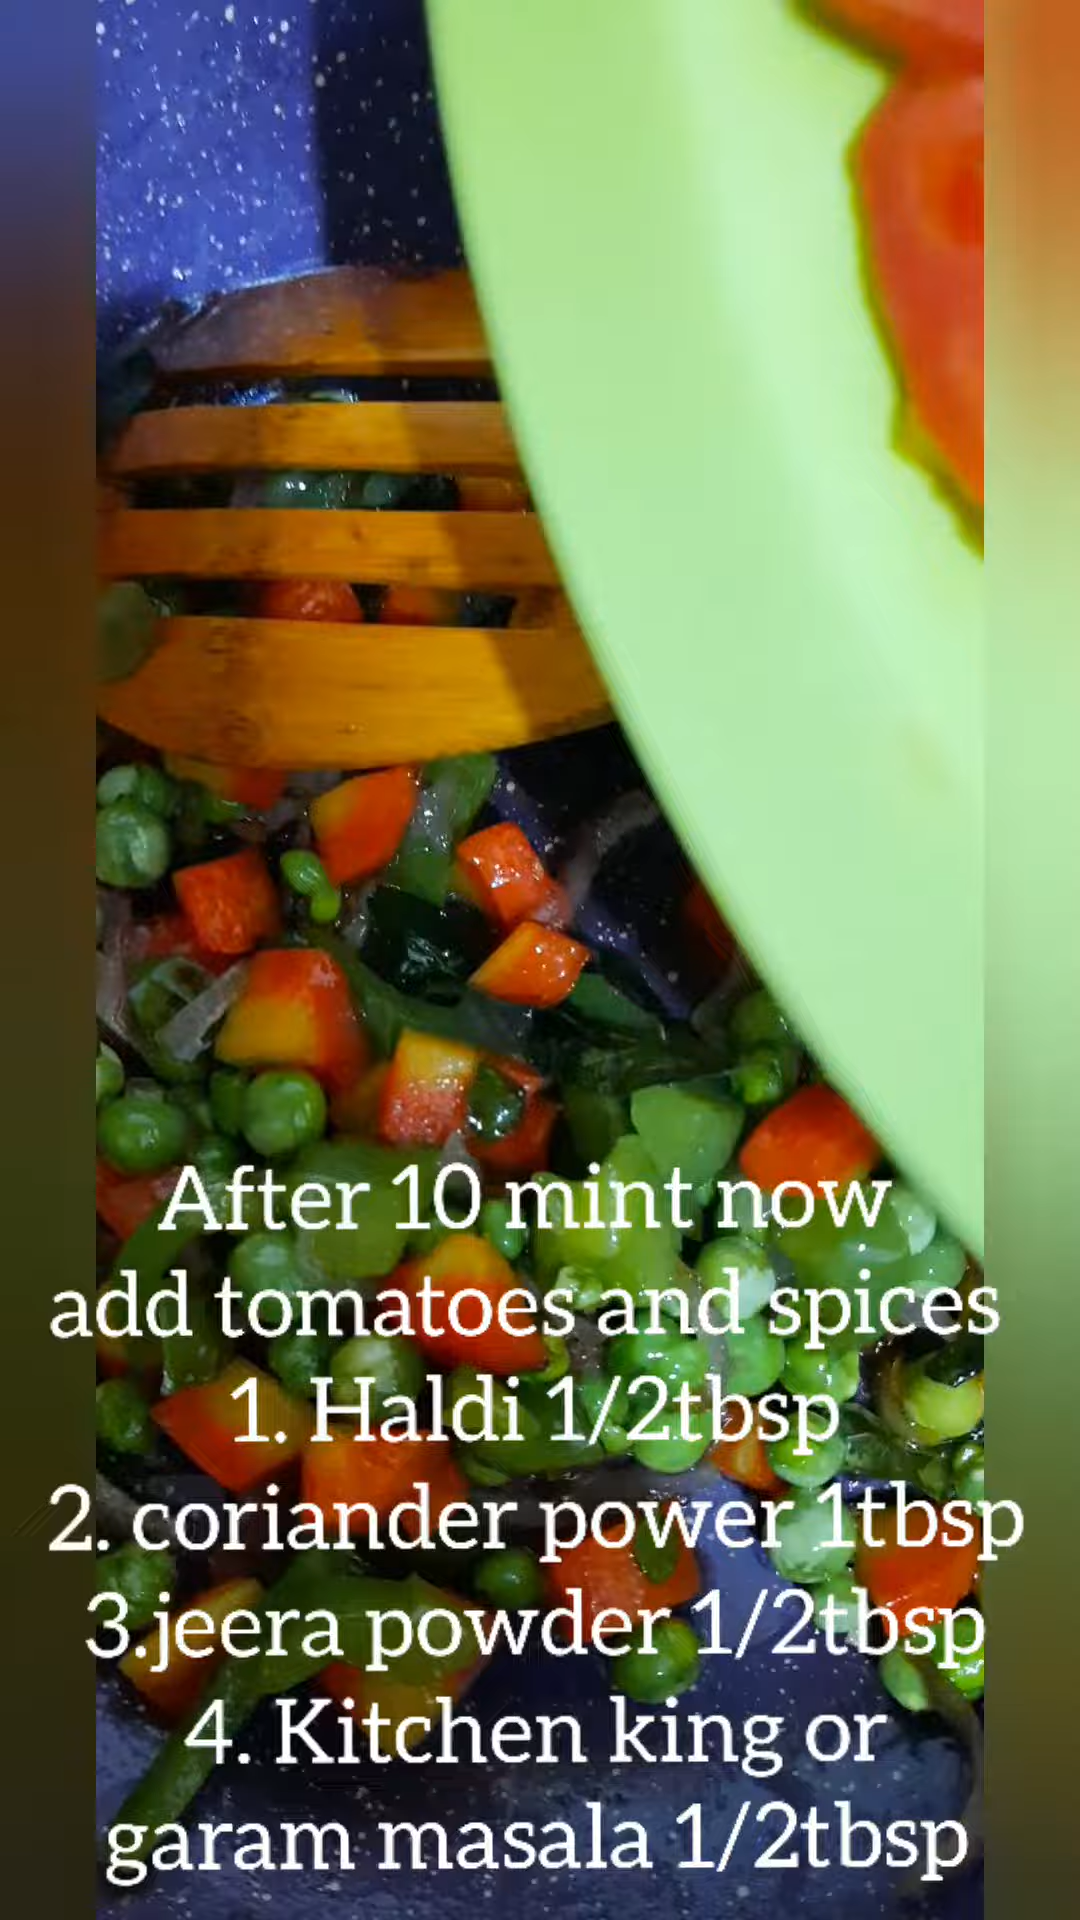 After 10 mint now
add tomatoes and spices
1. Haldi 1/2tbsp
2. coriander power 1tbsp
3.jeera powder 1/2tbsp
4. Kitchen king or
garam masala 1/2tbsp